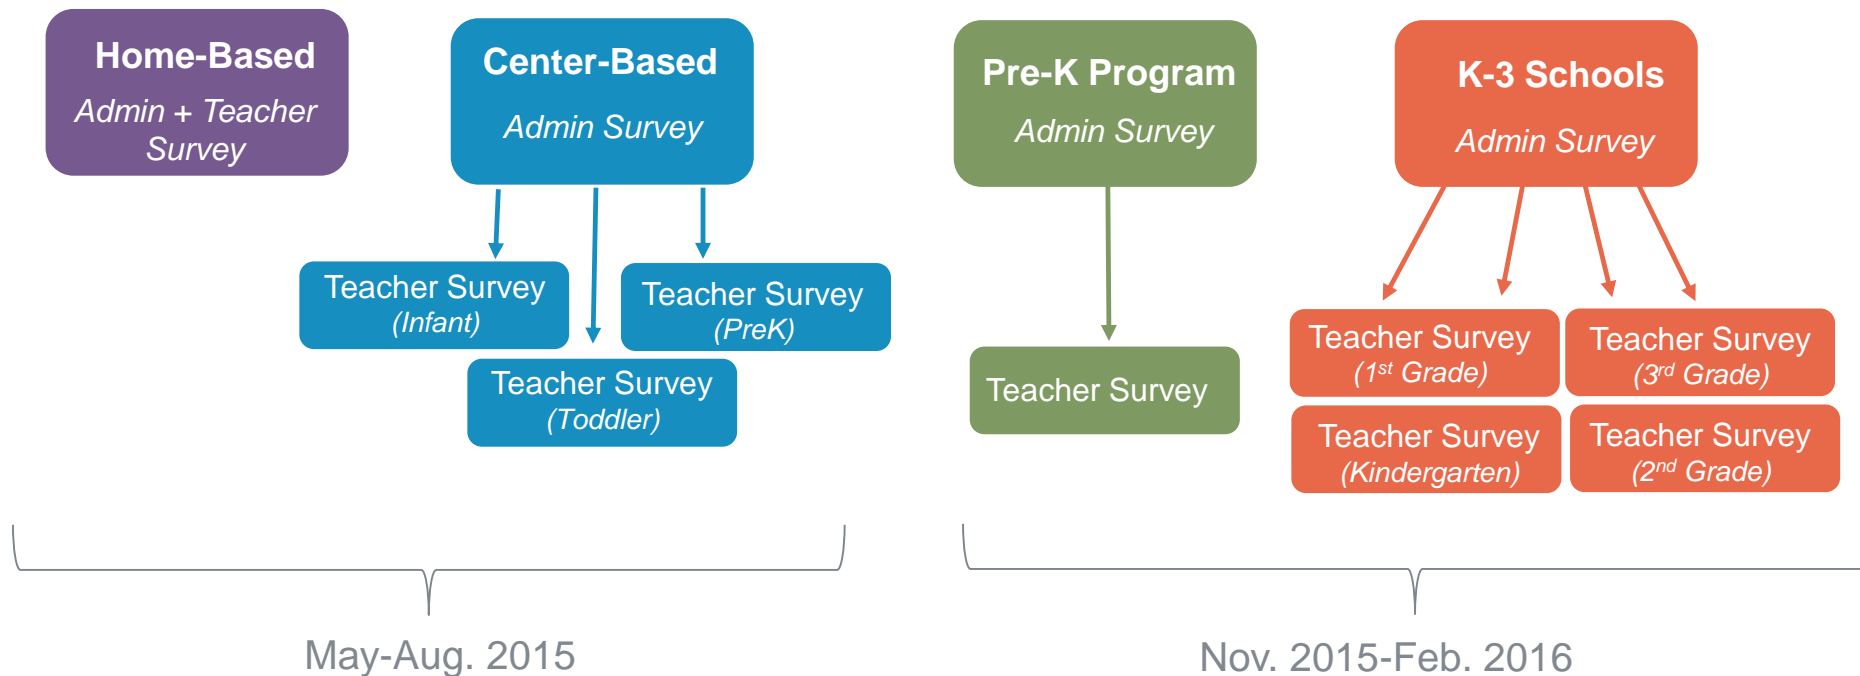 Home-Based
Admin + Teacher
Survey
Center-Based
Admin Survey
Teacher Survey
(Infant)
Teacher Survey
(PreK)
Teacher Survey
(Toddler)
May-Aug. 2015
Pre-K Program
Admin Survey
Teacher Survey
K-3 Schools
Admin Survey
Teacher Survey
(1st Grade)
Teacher Survey
(3rd Grade)
Teacher Survey
(Kindergarten)
Teacher Survey
(2nd Grade)
Nov. 2015-Feb. 2016